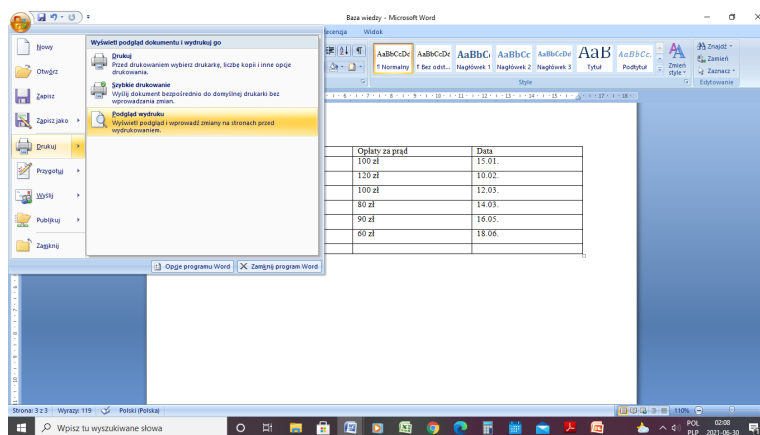 Baza wiedzy - Microsoft Word
Recenzja Widok
Nowy
Otwórz
Zapisz
Zapisz jako
Drukuj
Przygotuj
Wyślij
Publikuj
Zamknij
Wyświetl podgląd dokumentu i wydrukuj go
Drukuj
Przed drukowaniem wybierz drukarkę, liczbę kopii i inne opcje
drukowania.
Szybkie drukowanie
Wyślij dokument bezpośrednio do domyślnej drukarki bez
wprowadzania zmian.
Podgląd wydruku
Wyświetl podgląd i wprowadź zmiany na stronach przed
wydrukowaniem.
Opcje programu Word Zamknij program Word
AaBbCcDc AaBbCcDc AaBbCc AaBbCc AaBbCcDd AaB AaBbCc.
¶ Normalny ¶ Bez odst... Nagłówek 1 Nagłówek 2 Nagłówek 3 Tytuł Podtytuł
Zmień
style
Znajdź
Zamień
Zaznacz
Style Edytowanie
Opłaty za prąd Data
100 zł 15.01.
120 zł 10.02.
100 zł 12.03.
80 zł 14.03.
90 zł 16.05.
60 zł 18.06.
Strona: 3 z 3 Wyrazy: 119 Polski (Polska) 110%
Wpisz tu wyszukiwane słowo
POL 02:08
PLP 2021-06-30